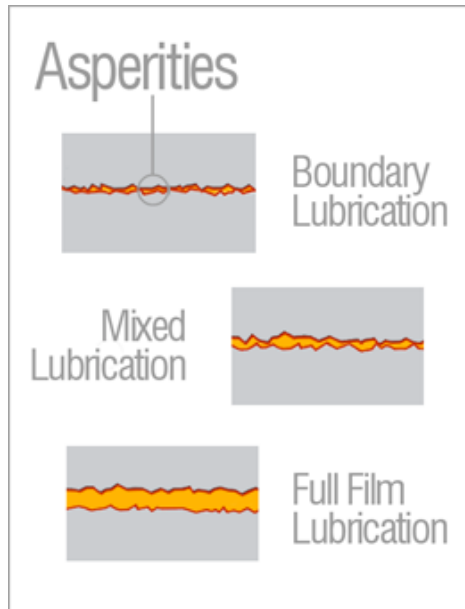 Asperities
Boundary
Lubrication
Mixed
Lubrication
Full Film
Lubrication